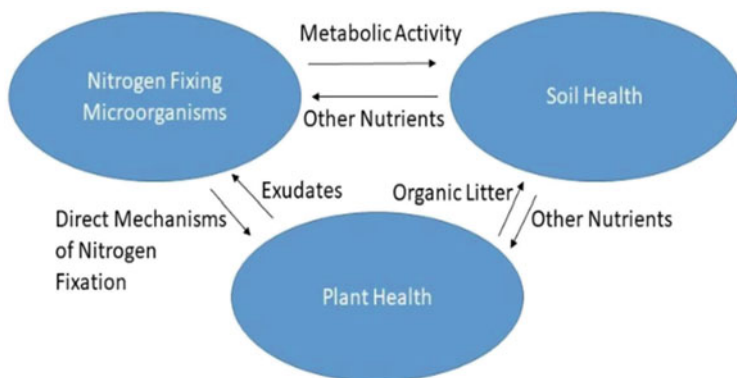 Metabolic Activity
Nitrogen Fixing
Microorganisms
Soil Health
Other Nutrients
Exudates
Organic Litter
Direct Mechanisms
of Nitrogen
Fixation
Other Nutrients
Plant Health